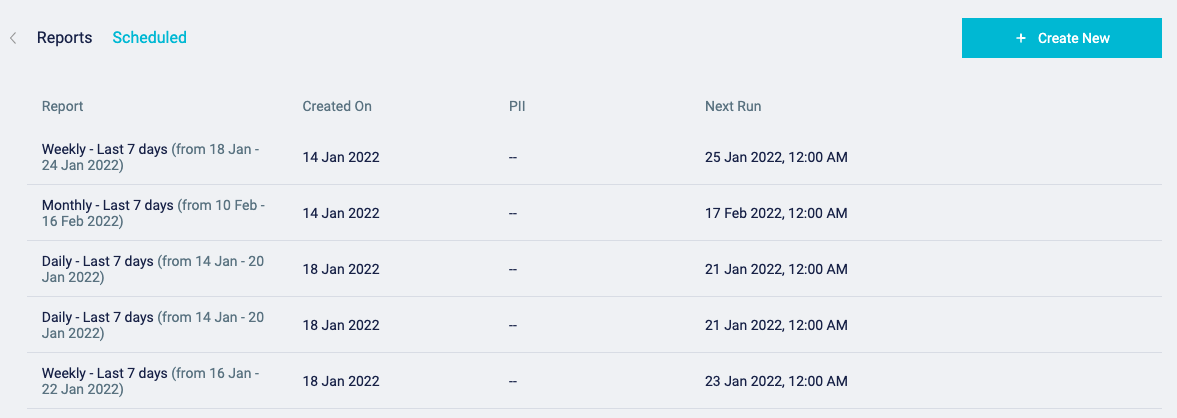 Reports Scheduled
+ Create New
Report Created On PII Next Run
Weekly - Last 7 days (from 18 Jan -
24 Jan 2022)
14 Jan 2022 -- 25 Jan 2022, 12:00 AM
Monthly - Last 7 days (from 10 Feb -
16 Feb 2022)
14 Jan 2022 -- 17 Feb 2022, 12:00 AM
Daily - Last 7 days (from 14 Jan - 20
Jan 2022)
18 Jan 2022 -- 21 Jan 2022, 12:00 AM
Daily - Last 7 days (from 14 Jan - 20
Jan 2022)
18 Jan 2022 -- 21 Jan 2022, 12:00 AM
Weekly - Last 7 days (from 16 Jan -
22 Jan 2022)
18 Jan 2022 -- 23 Jan 2022, 12:00 AM